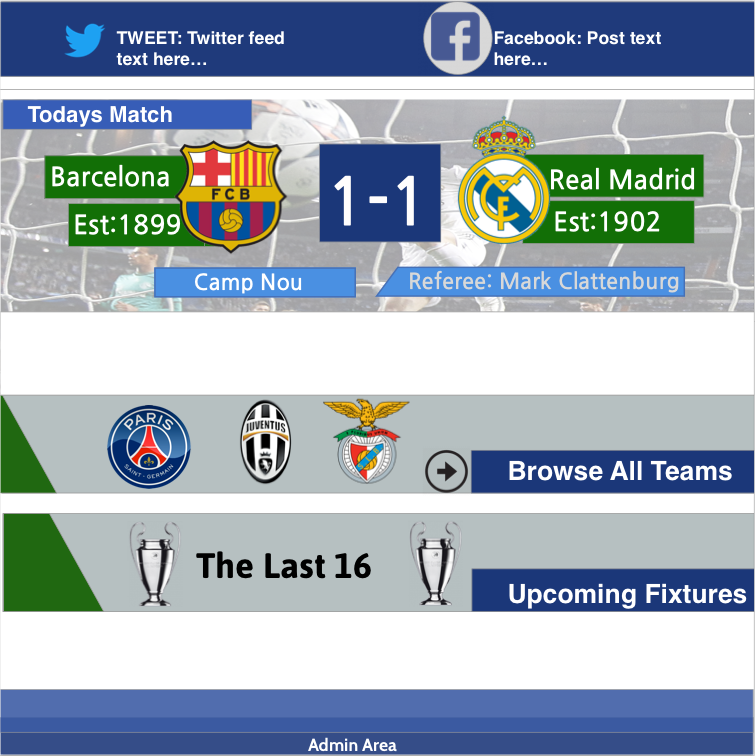 TWEET: Twitter feed
text here...
Facebook: Post text
here...
Todays Match
Barcelona
Est:1899
FCB
1-1
Real Madrid
Est:1902
Camp Nou
Referee: Mark Clattenburg
PARIS
SAINT-GERMAIN
JUVENTUS
Browse All Teams
The Last 16
Upcoming Fixtures
Admin Area